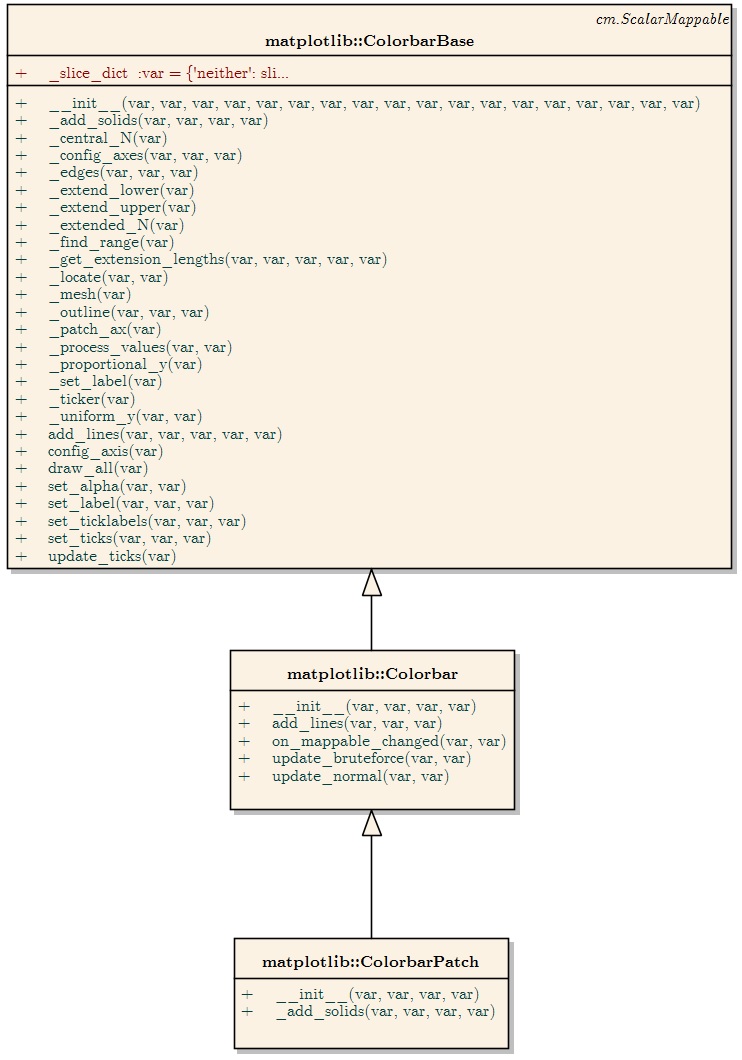 cm.ScalarMappable
matplotlib::ColorbarBase
+ _slice_dict :var = {'neither': sli...
+ __init__(var, var, var, var, var, var, var, var, var, var, var, var, var, var, var, var, var, var)
+ _add_solids(var, var, var, var)
+ _central_N(var)
+ _config_axes(var, var, var)
+ _edges(var, var, var)
+ _extend_lower(var)
+ _extend_upper(var)
+ _extended_N(var)
+ _find_range(var)
+ _get_extension_lengths(var, var, var, var, var)
+ _locate(var, var)
+ _mesh(var)
+ _outline(var, var, var)
+ _patch_ax(var)
+ _process_values(var, var)
+ _proportional_y(var)
+ _set_label(var)
+ _ticker(var)
+ _uniform_y(var, var)
+ add_lines(var, var, var, var, var)
+ config_axis(var)
+ draw_all(var)
+ set_alpha(var, var)
+ set_label(var, var, var)
+ set_ticklabels(var, var, var)
+ set_ticks(var, var, var)
+ update_ticks(var)
matplotlib::Colorbar
+ __init__(var, var, var, var)
+ add_lines(var, var, var)
+ on_mappable_changed(var, var)
+ update_bruteforce(var, var)
+ update_normal(var, var)
matplotlib::ColorbarPatch
+ __init__(var, var, var, var)
+ _add_solids(var, var, var, var)